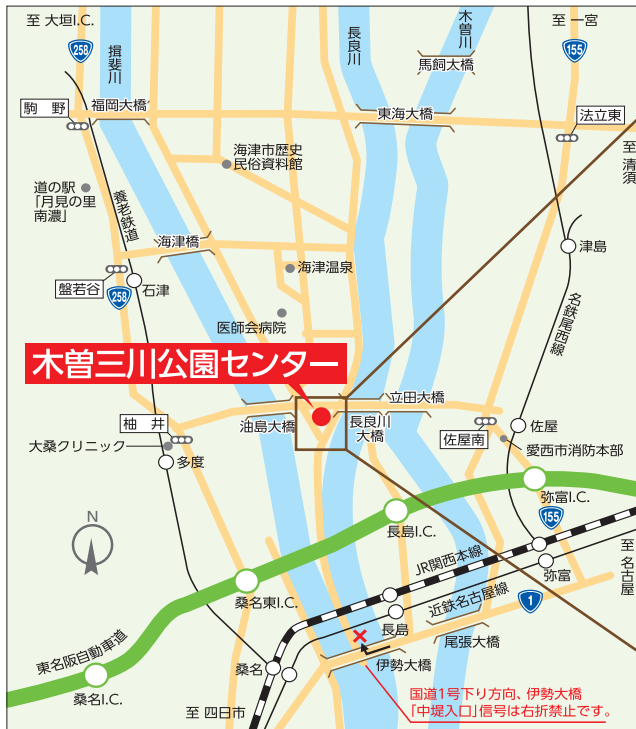 至 大垣I.C.
258
揖斐川
長良川
木曽川
至 一宮
155
馬飼大橋
駒 野
福岡大橋
東海大橋
法立東
至 清須
海津市歴史
民俗資料館
道の駅
「月見の里
南濃」
養老鉄道
海津橋
津島
盤若谷
258
石津
海津温泉
名鉄尾西線
医師会病院
木曽三川公園センター
立田大橋
柚 井
油島大橋
長良川
大橋
佐屋南
佐屋
大桑クリニック
多度
愛西市消防本部
N
弥富I.C.
長島I.C.
155
JR関西本線
至 名古屋
桑名東I.C.
弥富
近鉄名古屋線
1
長島
尾張大橋
東名阪自動車道
桑名
伊勢大橋
桑名I.C.
至 四日市
国道1号下り方向、伊勢大橋
「中堤入口」信号は右折禁止です。